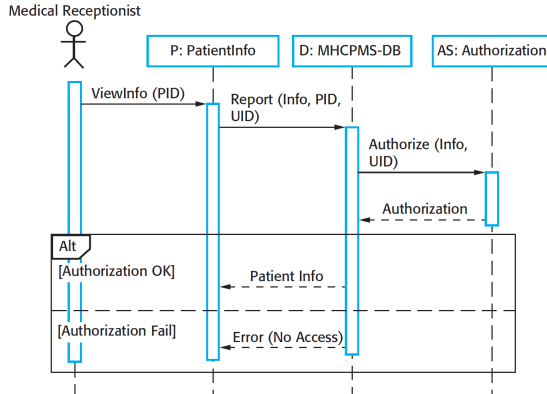 Medical Receptionist
P: PatientInfo
D: MHCPMS-DB
AS: Authorization
ViewInfo (PID)
Report (Info, PID,
UID)
Authorize (Info,
UID)
Authorization
Alt
[Authorization OK]
Patient Info
[Authorization Fail]
Error (No Access)